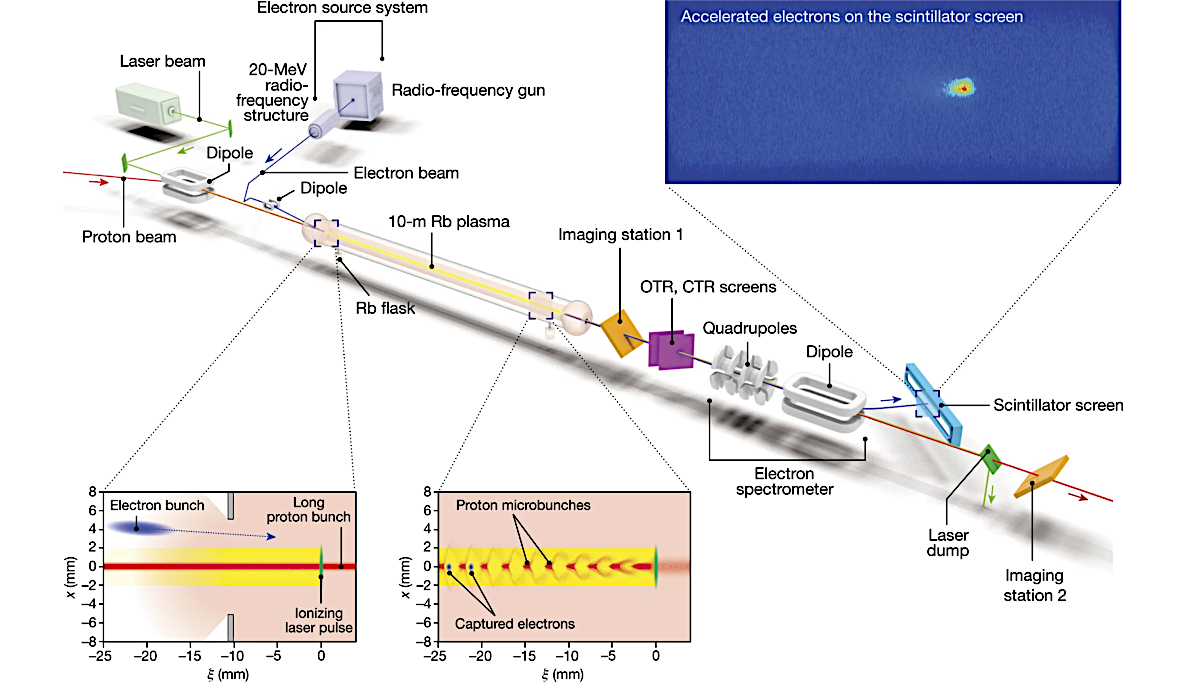 Electron source system
Accelerated electrons on the scintillator screen
Laser beam
20-MeV
radio-
frequency
structure
Radio-frequency gun
Dipole
Electron beam
Dipole
Proton beam
10-m Rb plasma
Imaging station 1
Rb flask
OTR, CTR screens
Quadrupoles
Dipole
Scintillator screen
Electron
spectrometer
Laser
dump
Imaging
station 2
8
6
4
2
0
−2
−4
−6
−8
x (mm)
Electron bunch
Long
proton bunch
Ionizing
laser pulse
−25
−20
−15
−10
−5
0
ξ (mm)
8
6
4
2
0
−2
−4
−6
−8
x (mm)
Proton microbunches
Captured electrons
−25
−20
−15
−10
−5
0
ξ (mm)